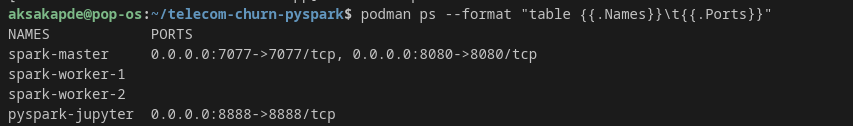 aksakapde@pop-os:~/telecom-churn-pyspark$ podman ps --format "table {{.Names}}\t{{.Ports}}"
NAMES           PORTS
spark-master    0.0.0.0:7077->7077/tcp, 0.0.0.0:8080->8080/tcp
spark-worker-1
spark-worker-2
pyspark-jupyter 0.0.0.0:8888->8888/tcp